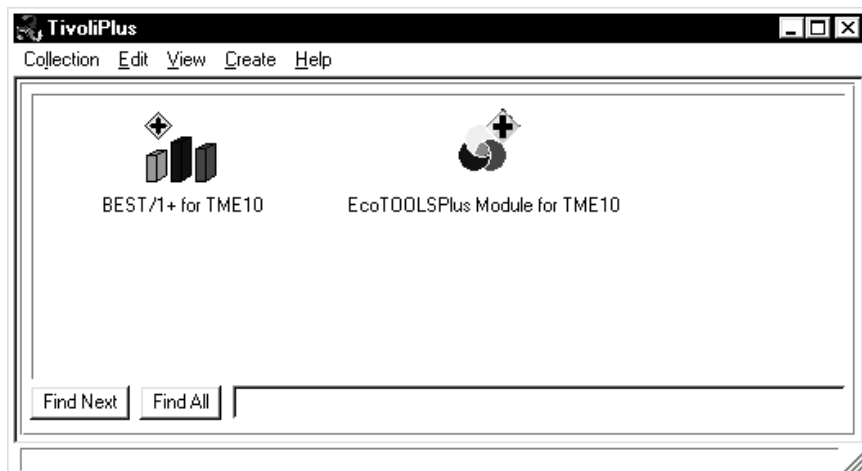 TivoliPlus
Collection Edit View Create Help
BEST/1+ for TME10 EcoTOOLSPlus Module for TME10
Find Next Find All